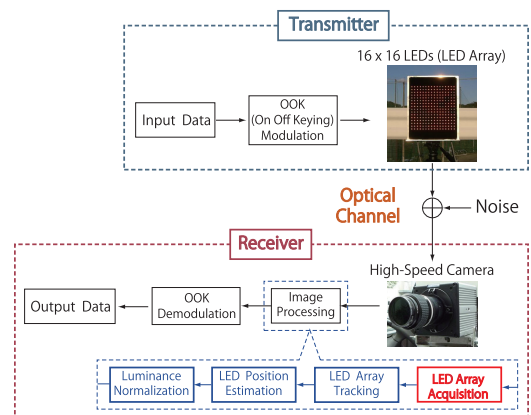 Transmitter
16 x 16 LEDs (LED Array)
Input Data
OOK
(On Off Keying)
Modulation
Optical
Channel
Noise
Receiver
High-Speed Camera
Output Data
OOK
Demodulation
Image
Processing
Luminance
Normalization
LED Position
Estimation
LED Array
Tracking
LED Array
Acquisition